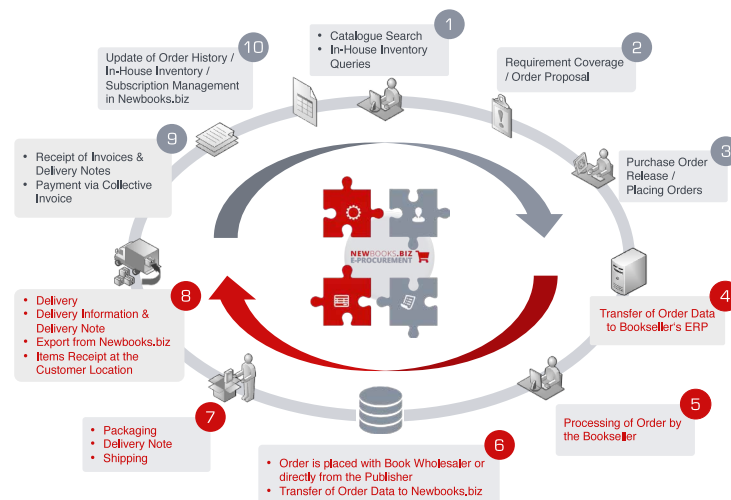 1
• Catalogue Search
• In-House Inventory
Queries
2
Requirement Coverage
/ Order Proposal
3
Purchase Order
Release /
Placing Orders
4
Transfer of Order Data
to Bookseller's ERP
5
Processing of Order by
the Bookseller
6
• Order is placed with Book Wholesaler or
directly from the Publisher
• Transfer of Order Data to Newbooks.biz
7
• Packaging
• Delivery Note
• Shipping
8
• Delivery
• Delivery Information &
Delivery Note
• Export from Newbooks.biz
• Items Receipt at the
Customer Location
9
• Receipt of Invoices &
Delivery Notes
• Payment via Collective
Invoice
10
Update of Order History /
In-House Inventory /
Subscription Management
in Newbooks.biz
NEWBOOKS.BIZ
E-PROCUREMENT